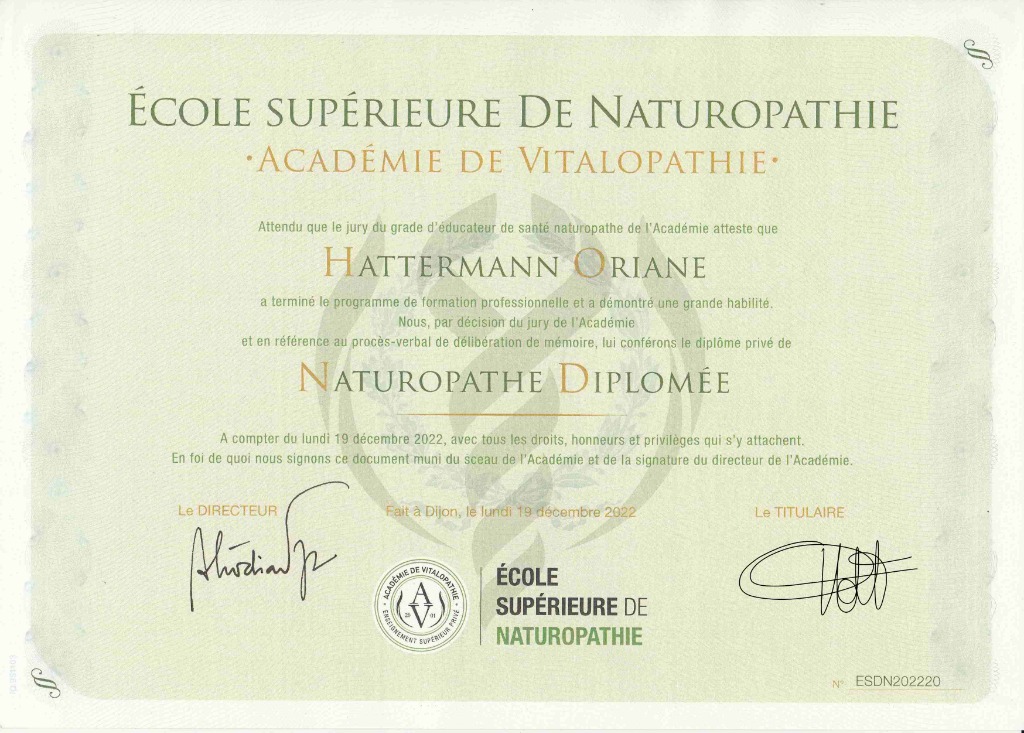 ÉCOLE SUPÉRIEURE DE NATUROPATHIE
·ACADÉMIE DE VITALOPATHIE·
Attendu que le jury du grade d'éducateur de santé naturopathe de l'Académie atteste que
HATTERMANN ORIANE
a terminé le programme de formation professionnelle et a démontré une grande habilité.
Nous, par décision du jury de l'Académie
et en référence au procès-verbal de délibération de mémoire, lui conférons le diplôme privé de
NATUROPATHE DIPLOMÉE
A compter du lundi 19 décembre 2022, avec tous les droits, honneurs et privilèges qui s'y attachent.
En foi de quoi nous signons ce document muni du sceau de l'Académie et de la signature du directeur de l'Académie.
Le DIRECTEUR
Fait à Dijon, le lundi 19 décembre 2022
Le TITULAIRE
·ACADÉMIE DE VITALOPATHIE·
AV
20 01
ENSEIGNEMENT SUPÉRIEUR PRIVÉ
ÉCOLE
SUPÉRIEURE DE
NATUROPATHIE
N° ESDN202220